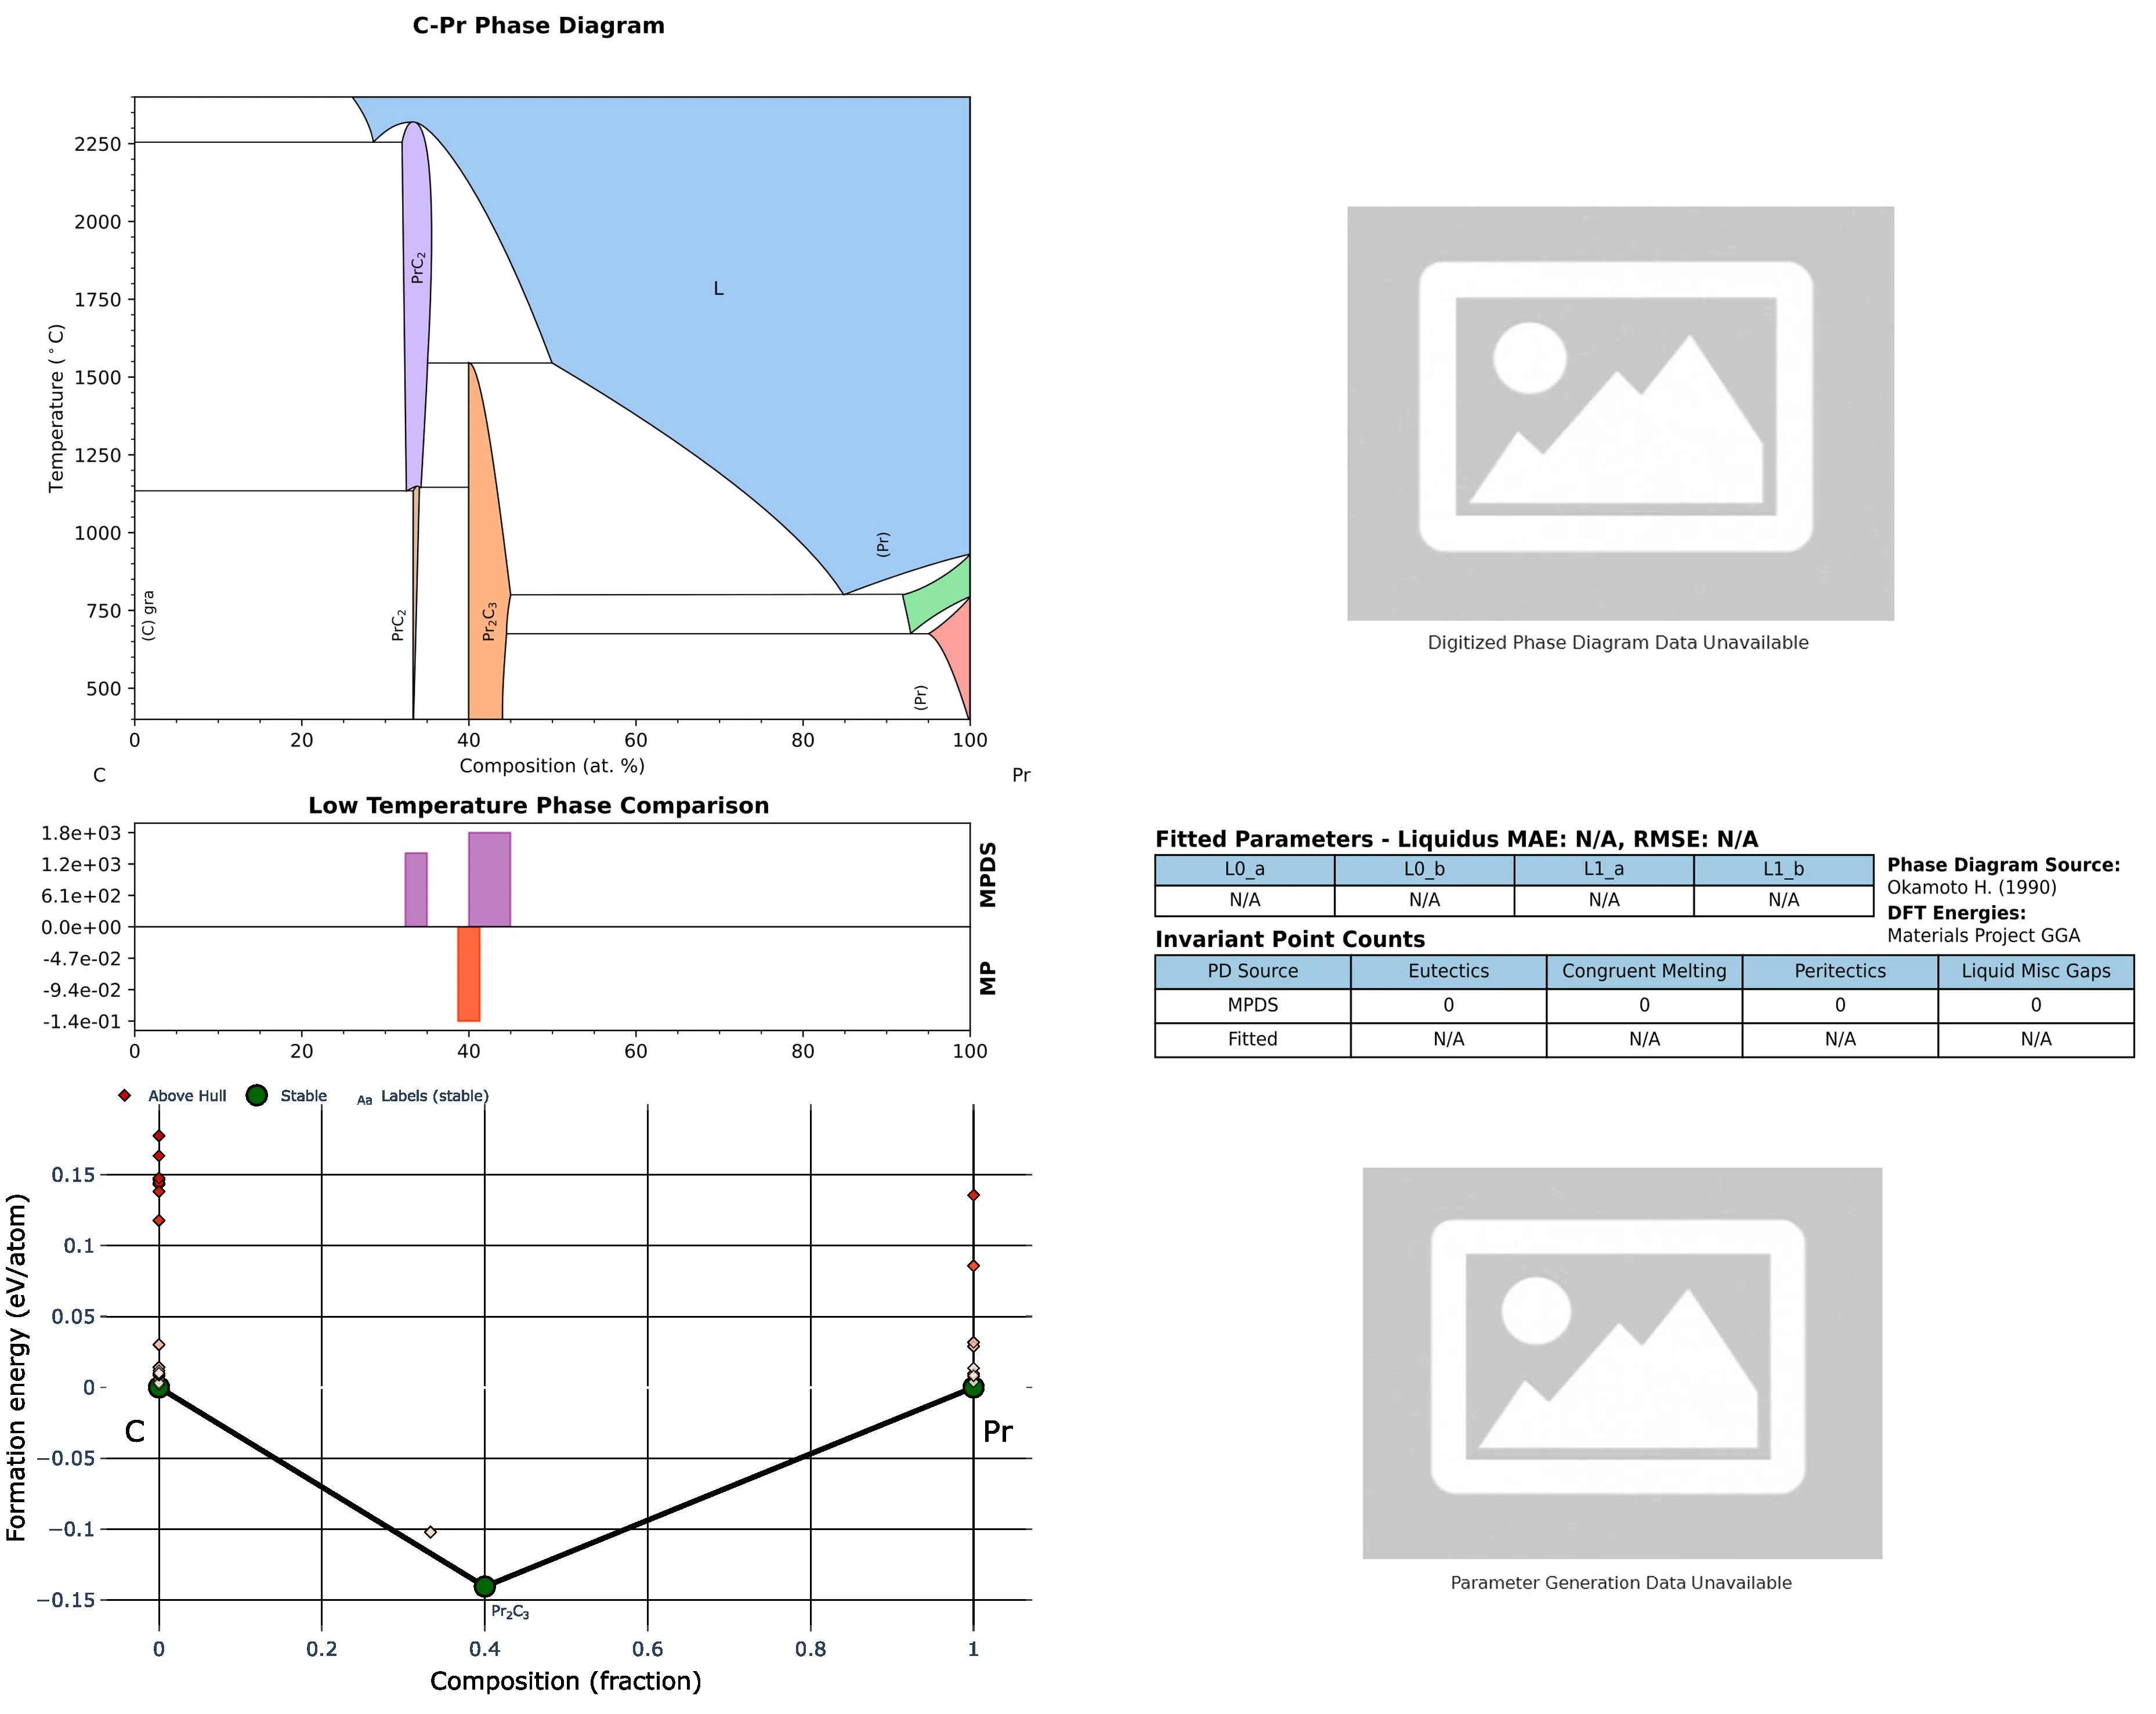 C-Pr Phase Diagram
2250
2000
1750
1500
1250
1000
750
500
Temperature (°C)
PrC2
L
(Pr)
(C) gra
PrC2
Pr2C3
(Pr)
0 20 40 60 80 100
Composition (at. %)
C Pr
Digitized Phase Diagram Data Unavailable
Low Temperature Phase Comparison
1.8e+03
1.2e+03
6.1e+02
0.0e+00
-4.7e-02
-9.4e-02
-1.4e-01
MPDS
MP
0 20 40 60 80 100
Fitted Parameters - Liquidus MAE: N/A, RMSE: N/A
L0_a L0_b L1_a L1_b
N/A N/A N/A N/A
Phase Diagram Source:
Okamoto H. (1990)
DFT Energies:
Materials Project GGA
Invariant Point Counts
PD Source Eutectics Congruent Melting Peritectics Liquid Misc Gaps
MPDS 0 0 0 0
Fitted N/A N/A N/A N/A
Above Hull Stable Aa Labels (stable)
0.15
0.1
0.05
0
−0.05
−0.1
−0.15
Formation energy (eV/atom)
C
Pr
Pr2C3
0 0.2 0.4 0.6 0.8 1
Composition (fraction)
Parameter Generation Data Unavailable